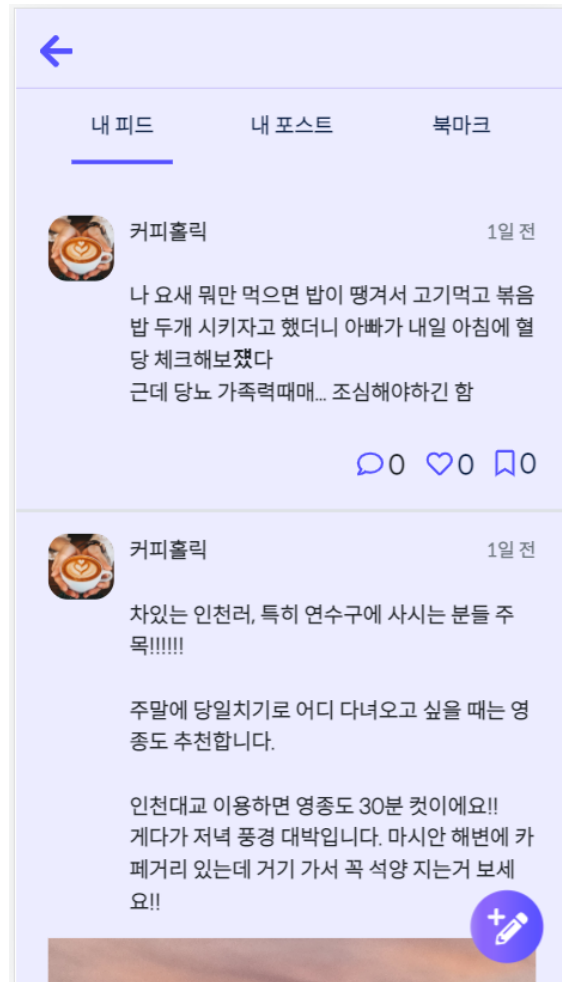 내 피드 내 포스트 북마크
커피홀릭 1일 전
나 요새 뭐만 먹으면 밥이 땡겨서 고기먹고 볶음
밥 두개 시키자고 했더니 아빠가 내일 아침에 혈
당 체크해보쟀다
근데 당뇨 가족력때매... 조심해야하긴 함
0 0 0
커피홀릭 1일 전
차있는 인천러, 특히 연수구에 사시는 분들 주
목!!!!!!
주말에 당일치기로 어디 다녀오고 싶을 때는 영
종도 추천합니다.
인천대교 이용하면 영종도 30분 컷이에요!!
게다가 저녁 풍경 대박입니다. 마시안 해변에 카
페거리 있는데 거기 가서 꼭 석양 지는거 보세
요!!